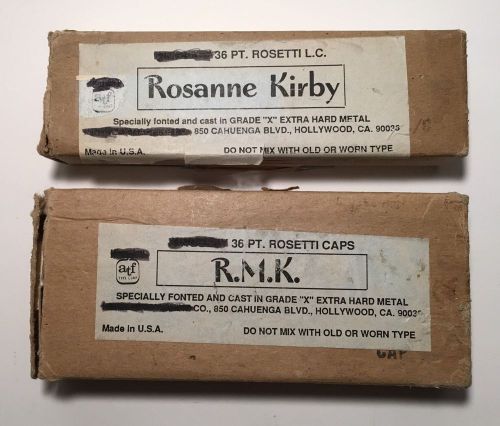 36 PT. ROSETTI L.C.
Rosanne Kirby
atf
Specially fonted and cast in GRADE "X" EXTRA HARD METAL
850 CAHUENGA BLVD., HOLLYWOOD, CA. 90038
Made in U.S.A. DO NOT MIX WITH OLD OR WORN TYPE
36 PT. ROSETTI CAPS
R.M.K.
atf
SPECIALLY FONTED AND CAST IN GRADE "X" EXTRA HARD METAL
CO., 850 CAHUENGA BLVD., HOLLYWOOD, CA. 9003
Made in U.S.A. DO NOT MIX WITH OLD OR WORN TYPE
CAP